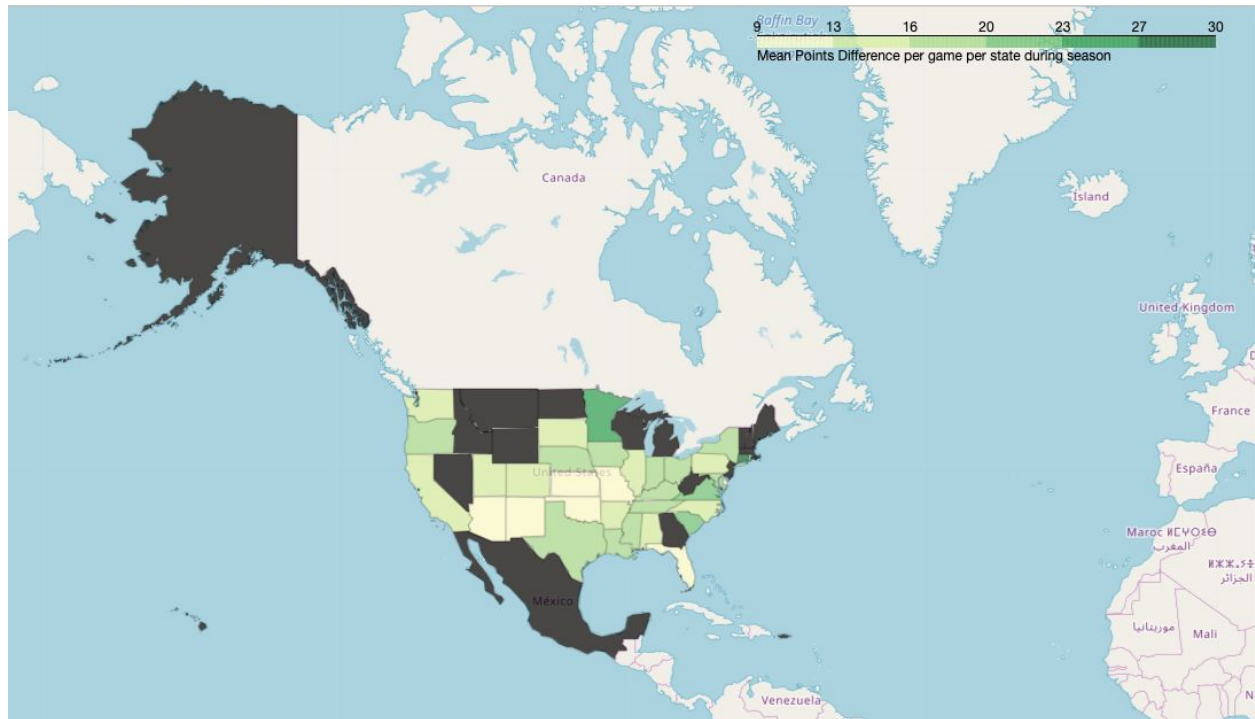 Baffin Bay
9 13 16 20 23 27 30
Mean Points Difference per game per state during season
Canada
Ísland
United Kingdom
France
United States
España
Maroc ⵍⵎⵖⵔⵉⴱ
المغرب
الجزائر
México
موريتانيا
Mali
Venezuela